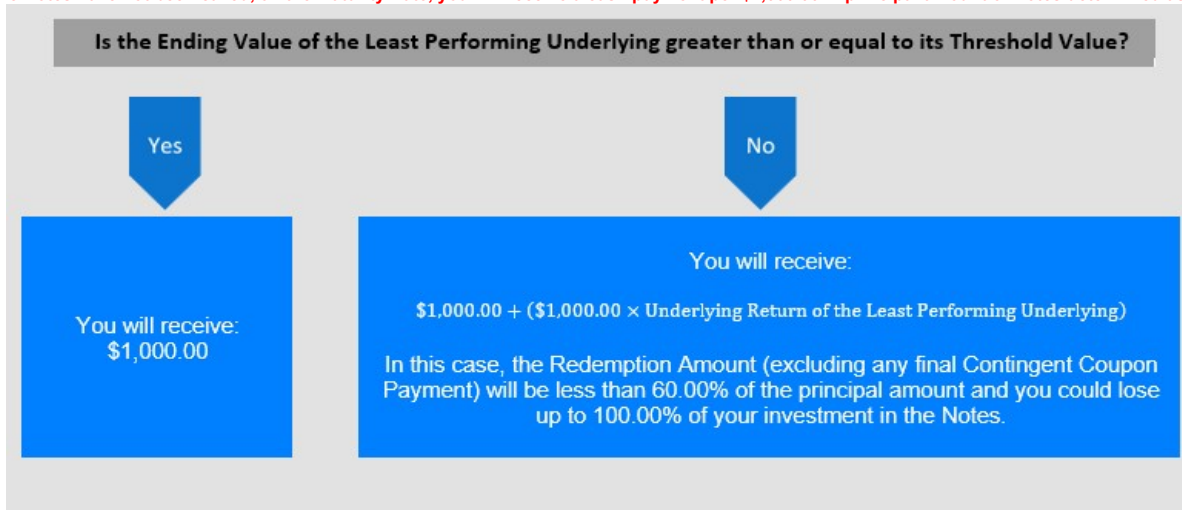 Is the Ending Value of the Least Performing Underlying greater than or equal to its Threshold Value?
Yes
No
You will receive:
$1,000.00
You will receive:
$1,000.00 + ($1,000.00 × Underlying Return of the Least Performing Underlying)
In this case, the Redemption Amount (excluding any final Contingent Coupon
Payment) will be less than 60.00% of the principal amount and you could lose
up to 100.00% of your investment in the Notes.